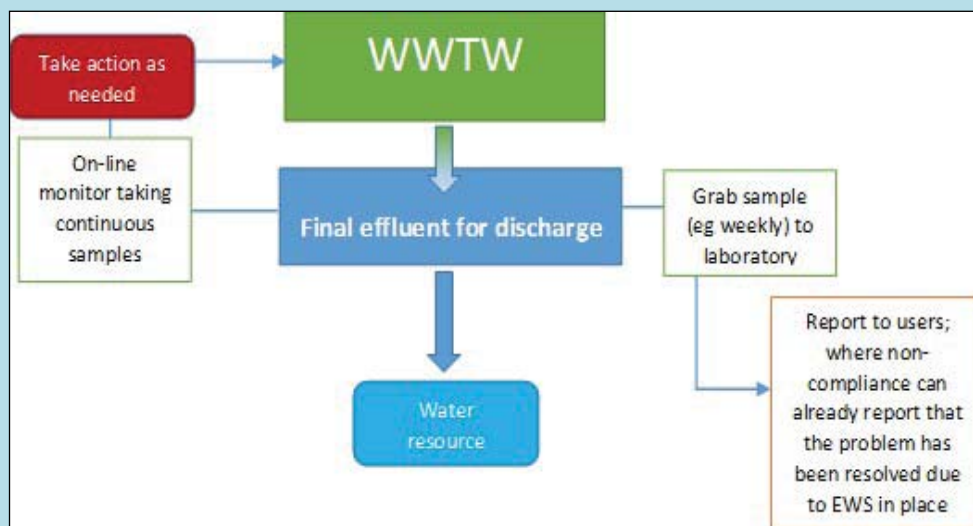 Take action as
needed
WWTW
On-line
monitor taking
continuous
samples
Final effluent for discharge
Grab sample
(eg weekly) to
laboratory
Water
resource
Report to users;
where non-
compliance can
already report that
the problem has
been resolved due
to EWS in place